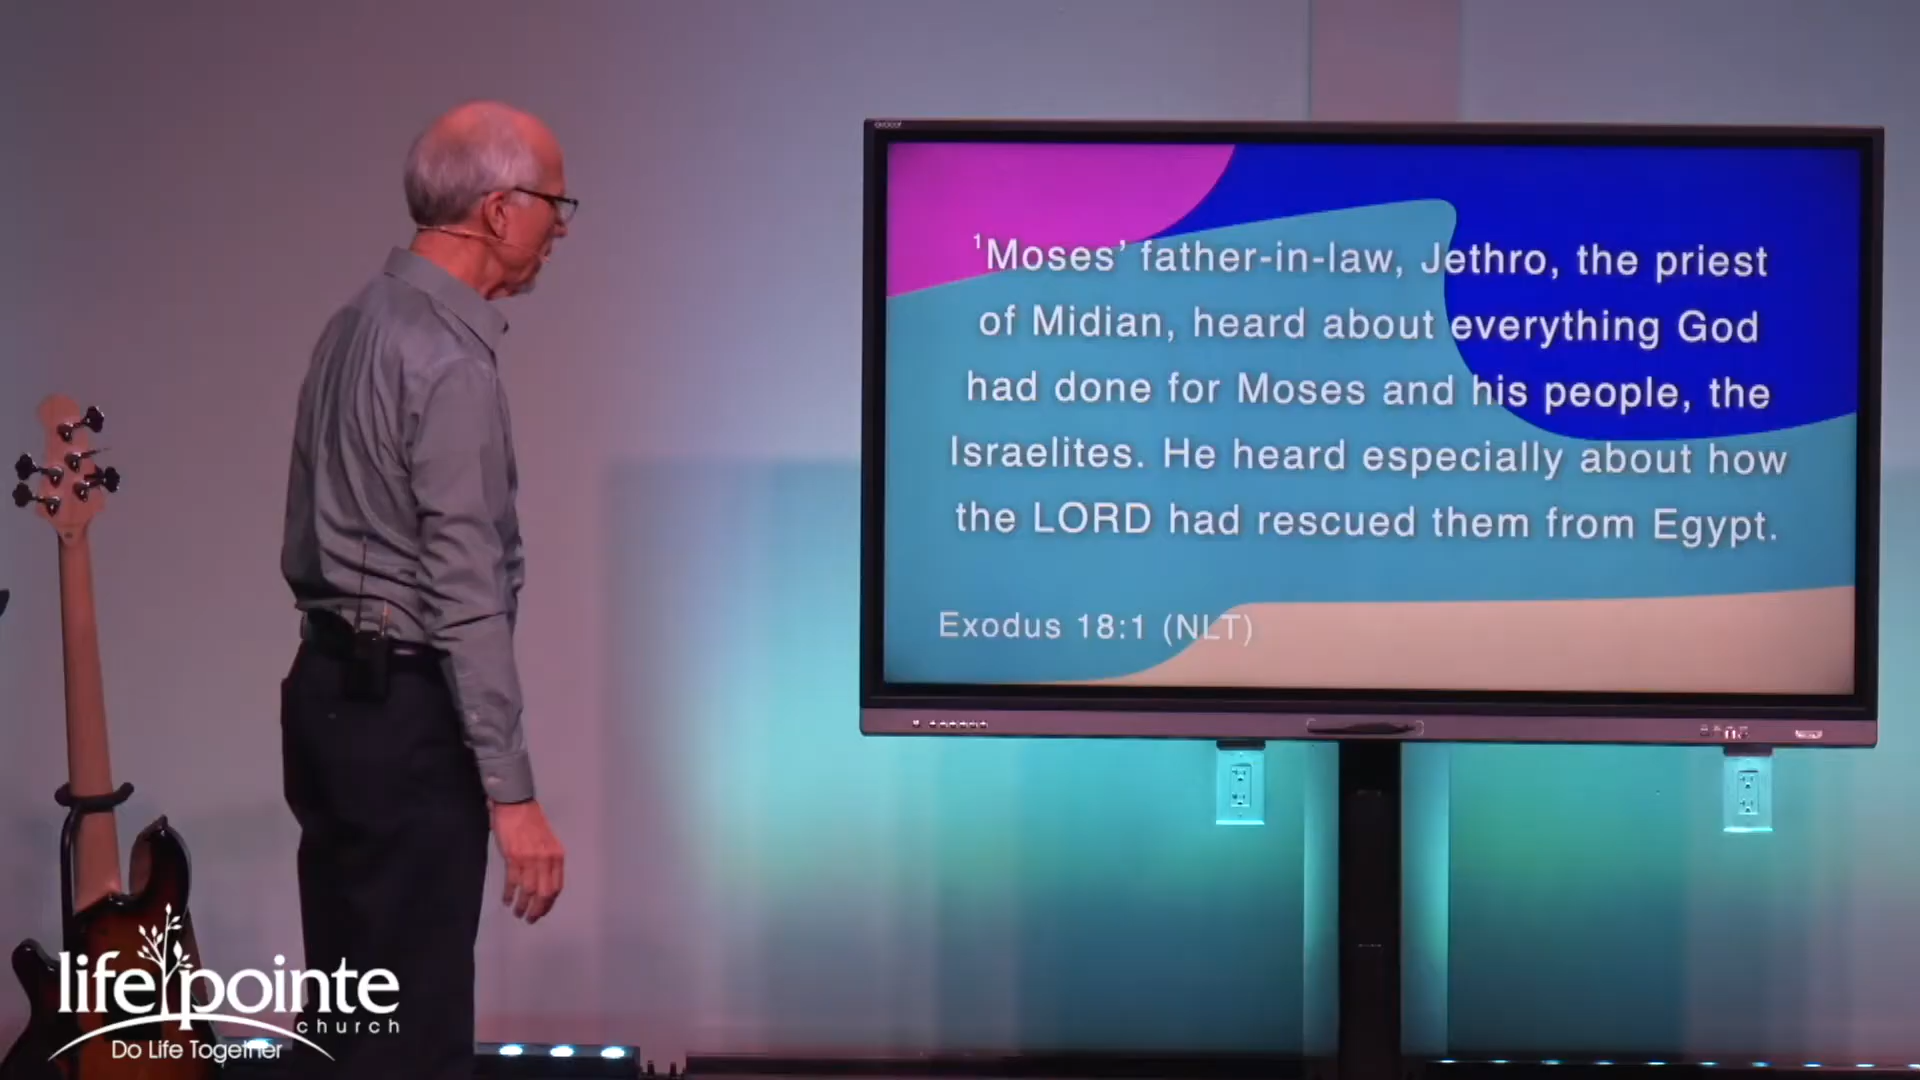 ¹Moses’ father-in-law, Jethro, the priest
of Midian, heard about everything God
had done for Moses and his people, the
Israelites. He heard especially about how
the LORD had rescued them from Egypt.
Exodus 18:1 (NLT)
life pointe
church
Do Life Together